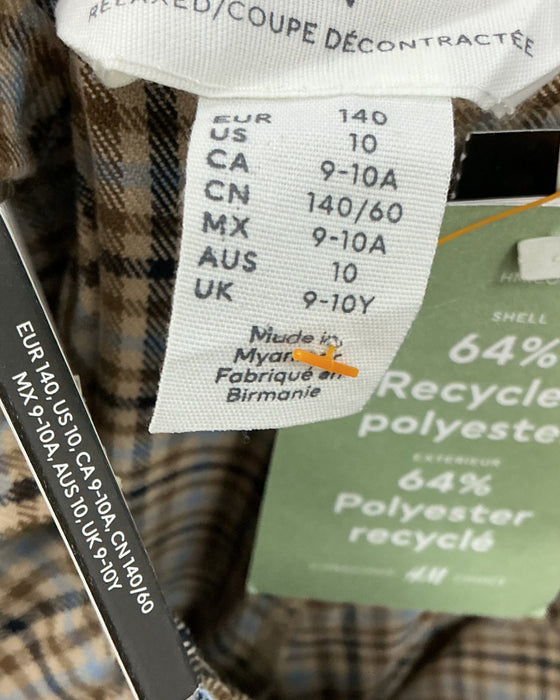 RELAXED/COUPE DÉCONTRACTÉE
EUR 140
US 10
CA 9-10A
CN 140/60
MX 9-10A
AUS 10
UK 9-10Y
Made in
Myanmar
Fabriqué en
Birmanie
EUR 140, US 10, CA 9-10A, CN 140/60
MX 9-10A, AUS 10, UK 9-10Y
SHELL
64%
Recycle
polyeste
EXTÉRIEUR
64%
Polyester
recyclé
H&M